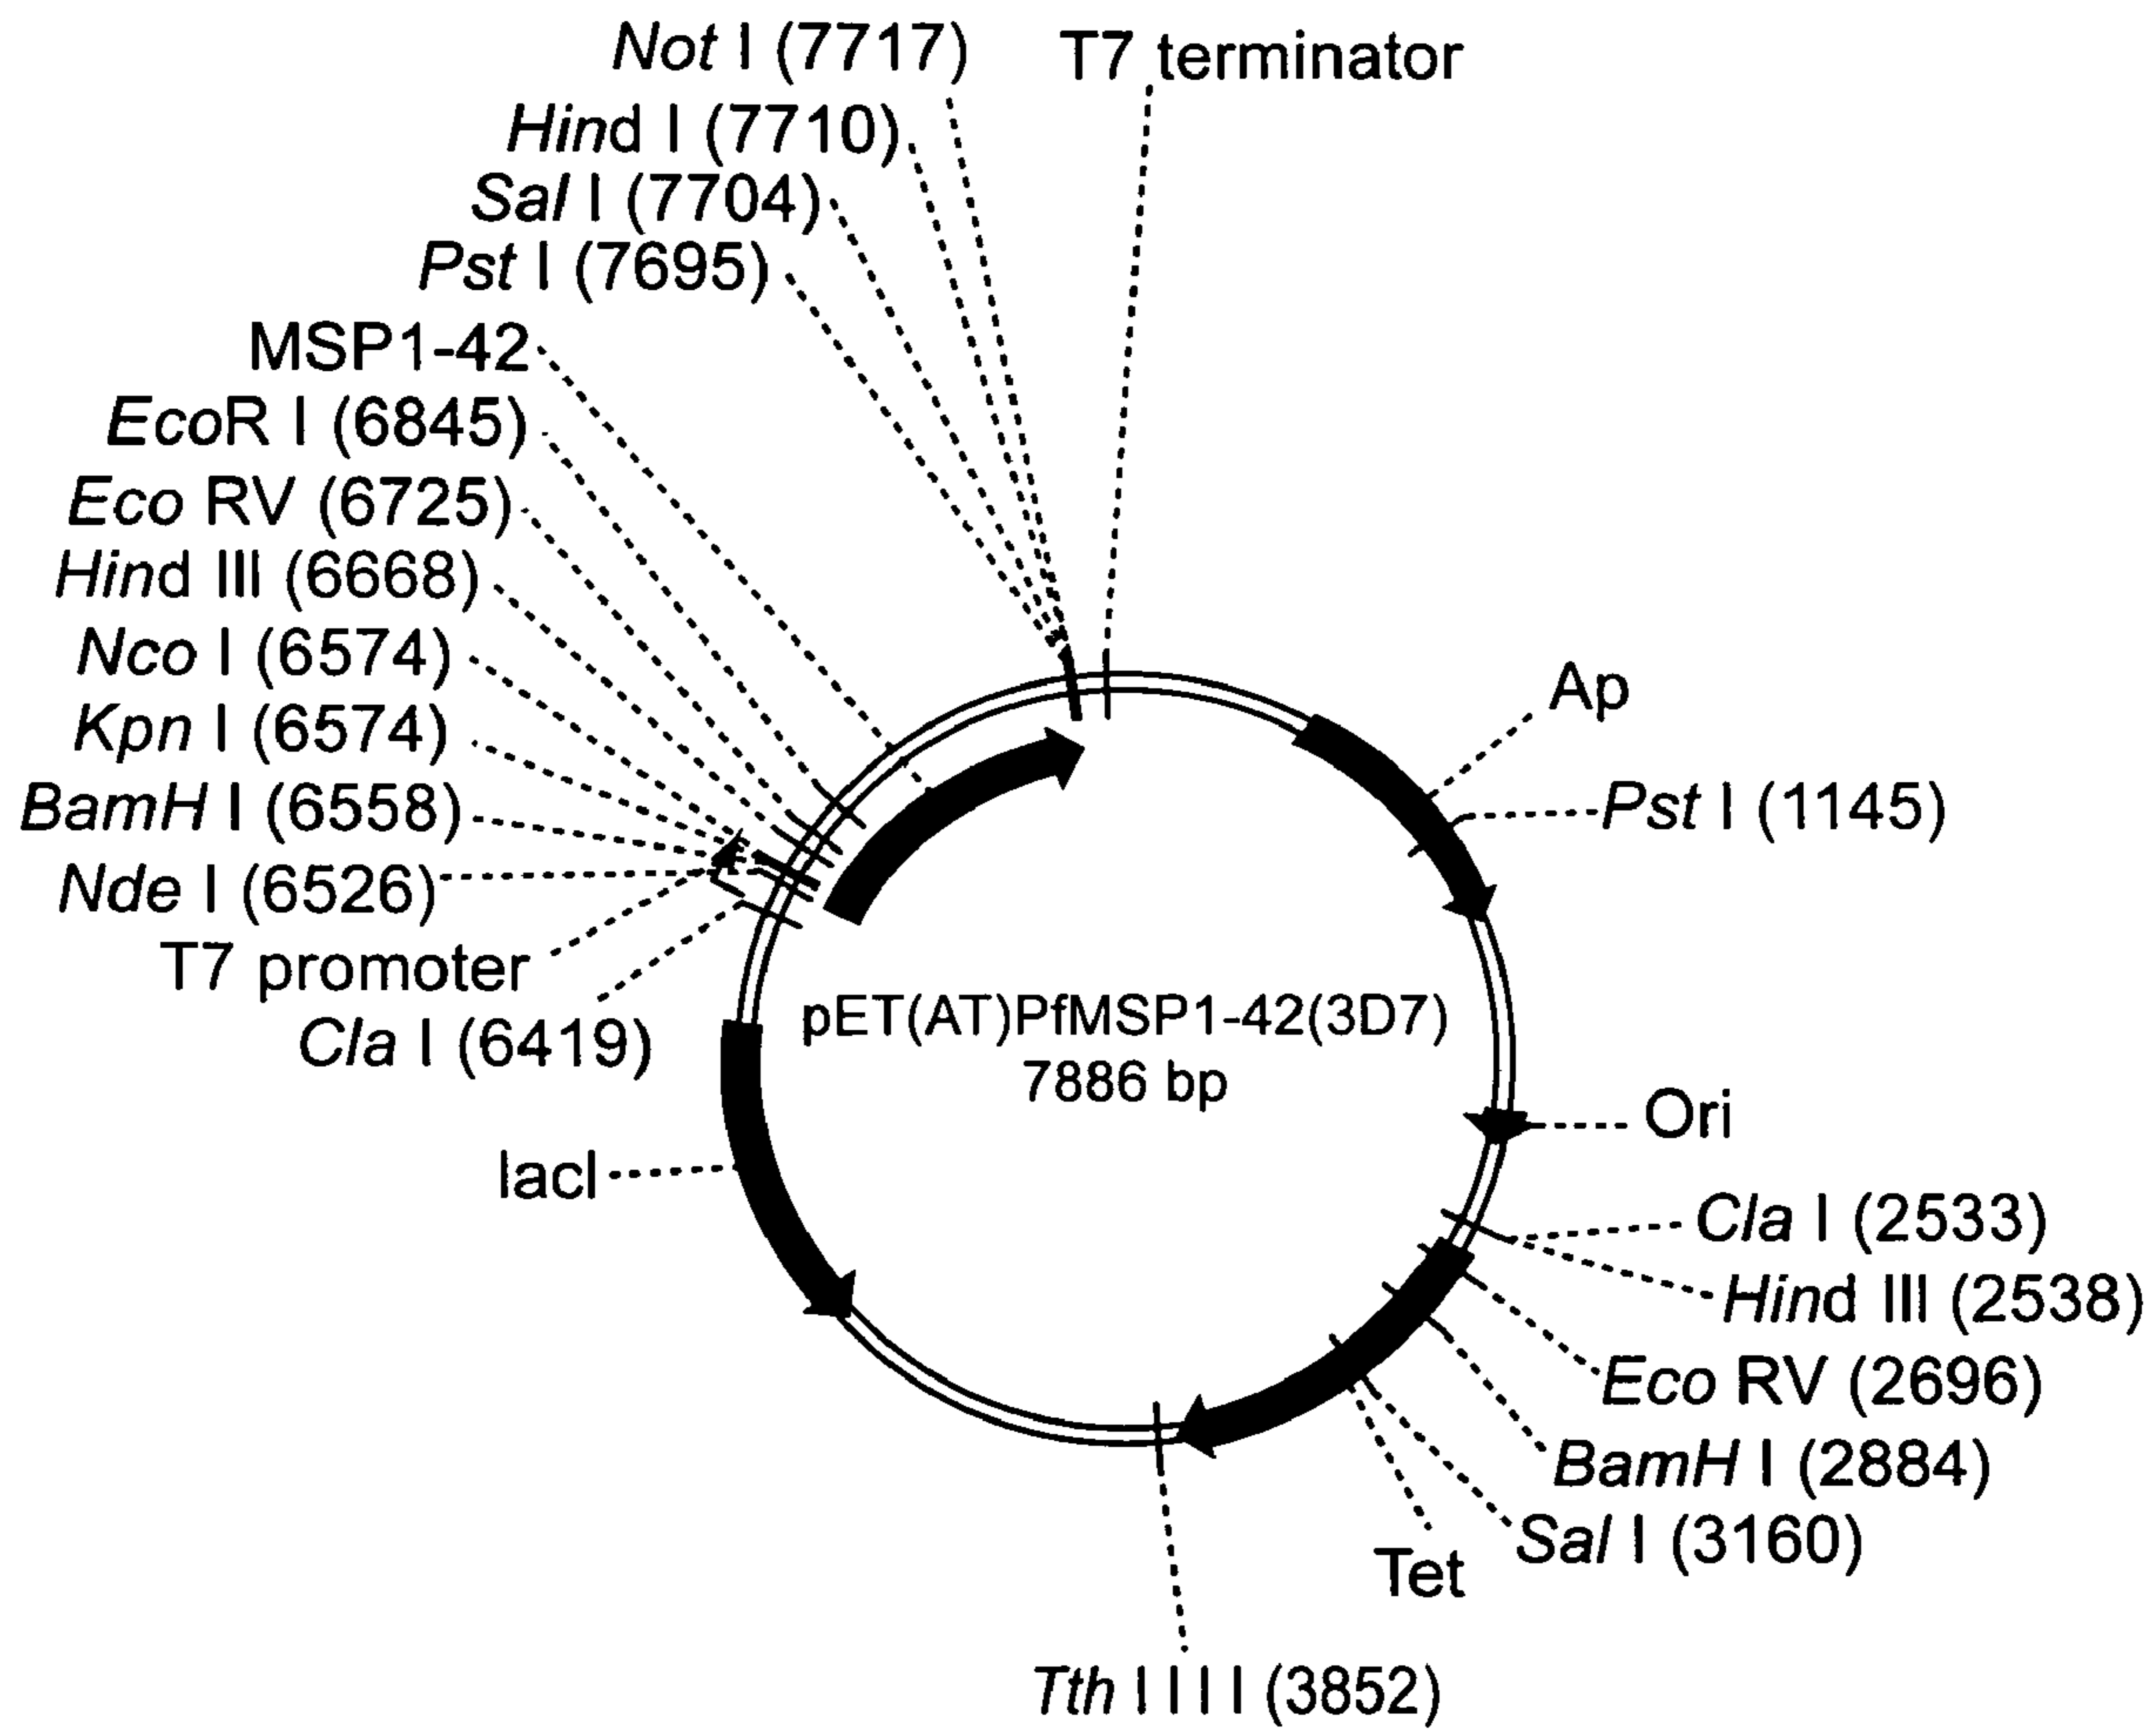 Not I (7717)
T7 terminator
Hind I (7710)
Sal I (7704)
Pst I (7695)
MSP1-42
EcoR I (6845)
Eco RV (6725)
Hind III (6668)
Nco I (6574)
Kpn I (6574)
BamH I (6558)
Nde I (6526)
T7 promoter
Cla I (6419)
lacI
Ap
Pst I (1145)
pET(AT)PfMSP1-42(3D7)
7886 bp
Ori
Cla I (2533)
Hind III (2538)
Eco RV (2696)
BamH I (2884)
Sal I (3160)
Tet
Tth I I I I (3852)